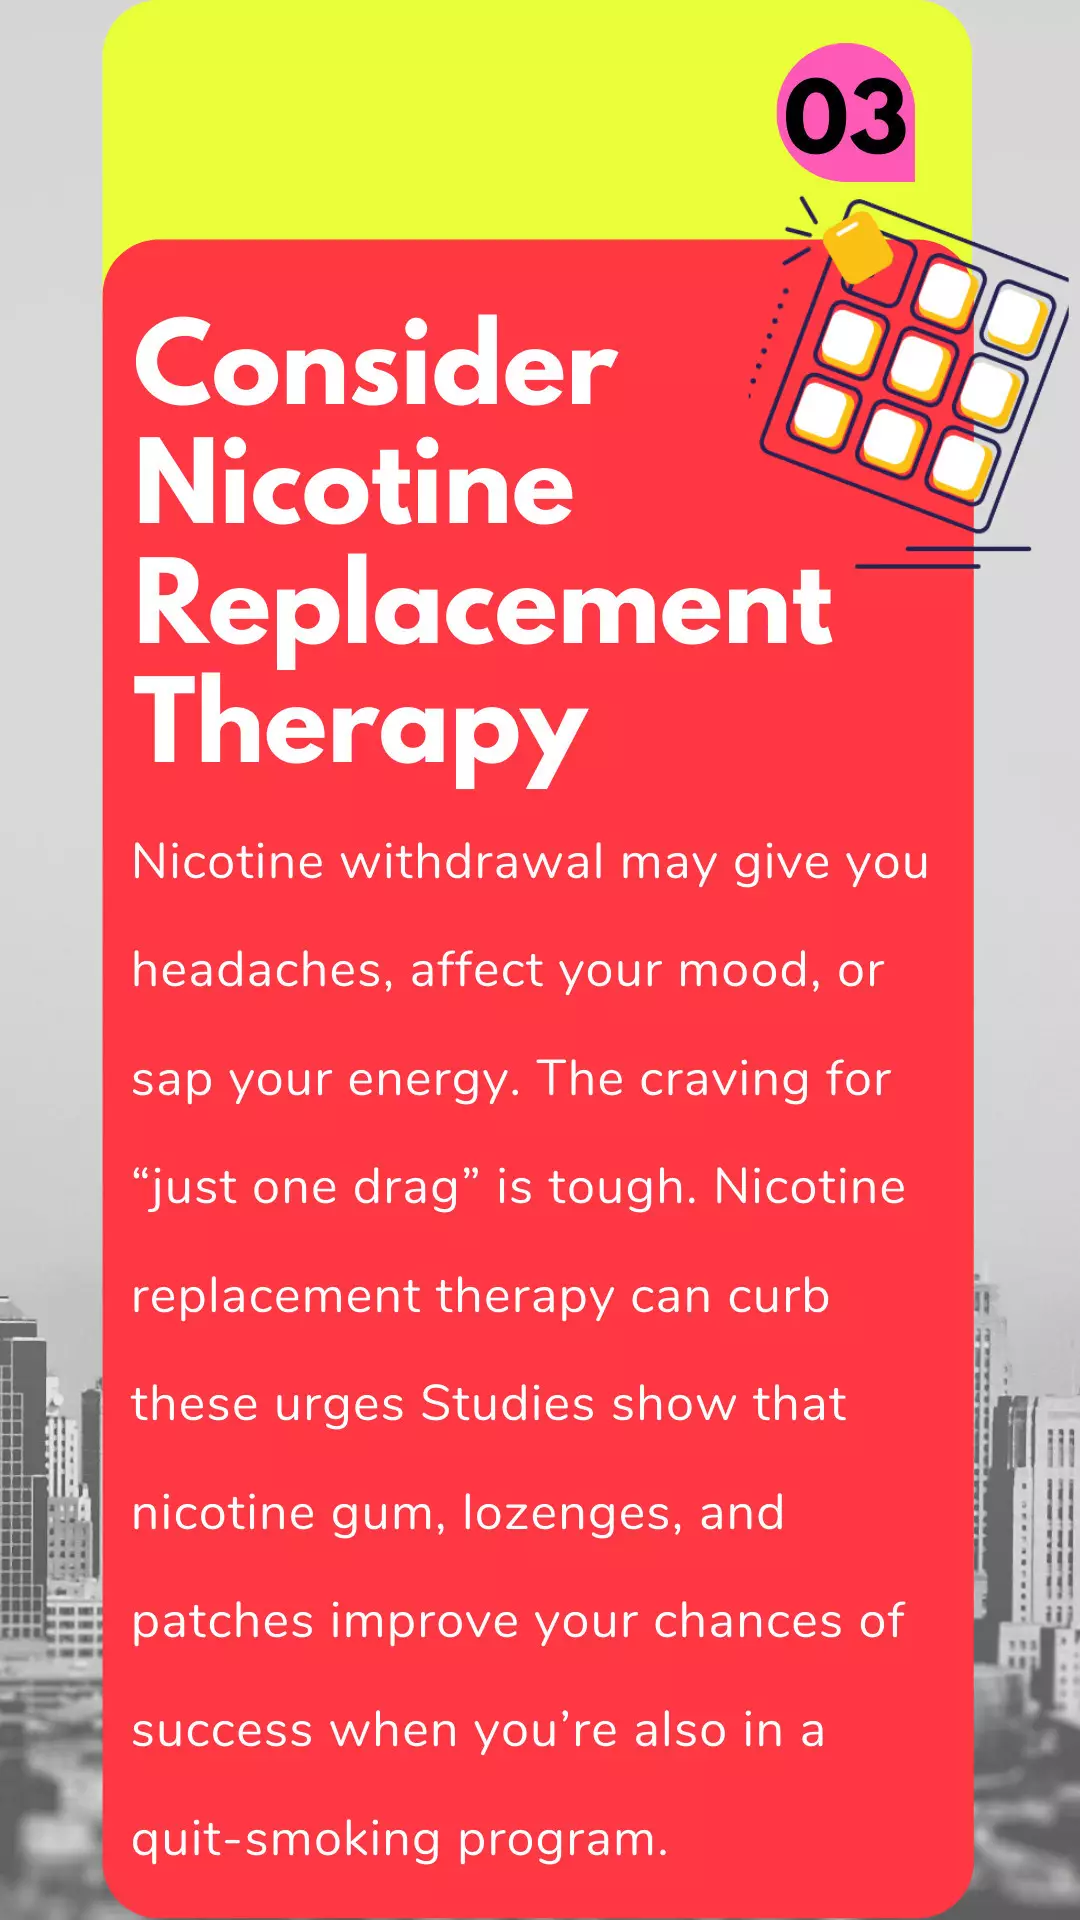 03
Consider
Nicotine
Replacement
Therapy
Nicotine withdrawal may give you
headaches, affect your mood, or
sap your energy. The craving for
“just one drag” is tough. Nicotine
replacement therapy can curb
these urges Studies show that
nicotine gum, lozenges, and
patches improve your chances of
success when you’re also in a
quit-smoking program.